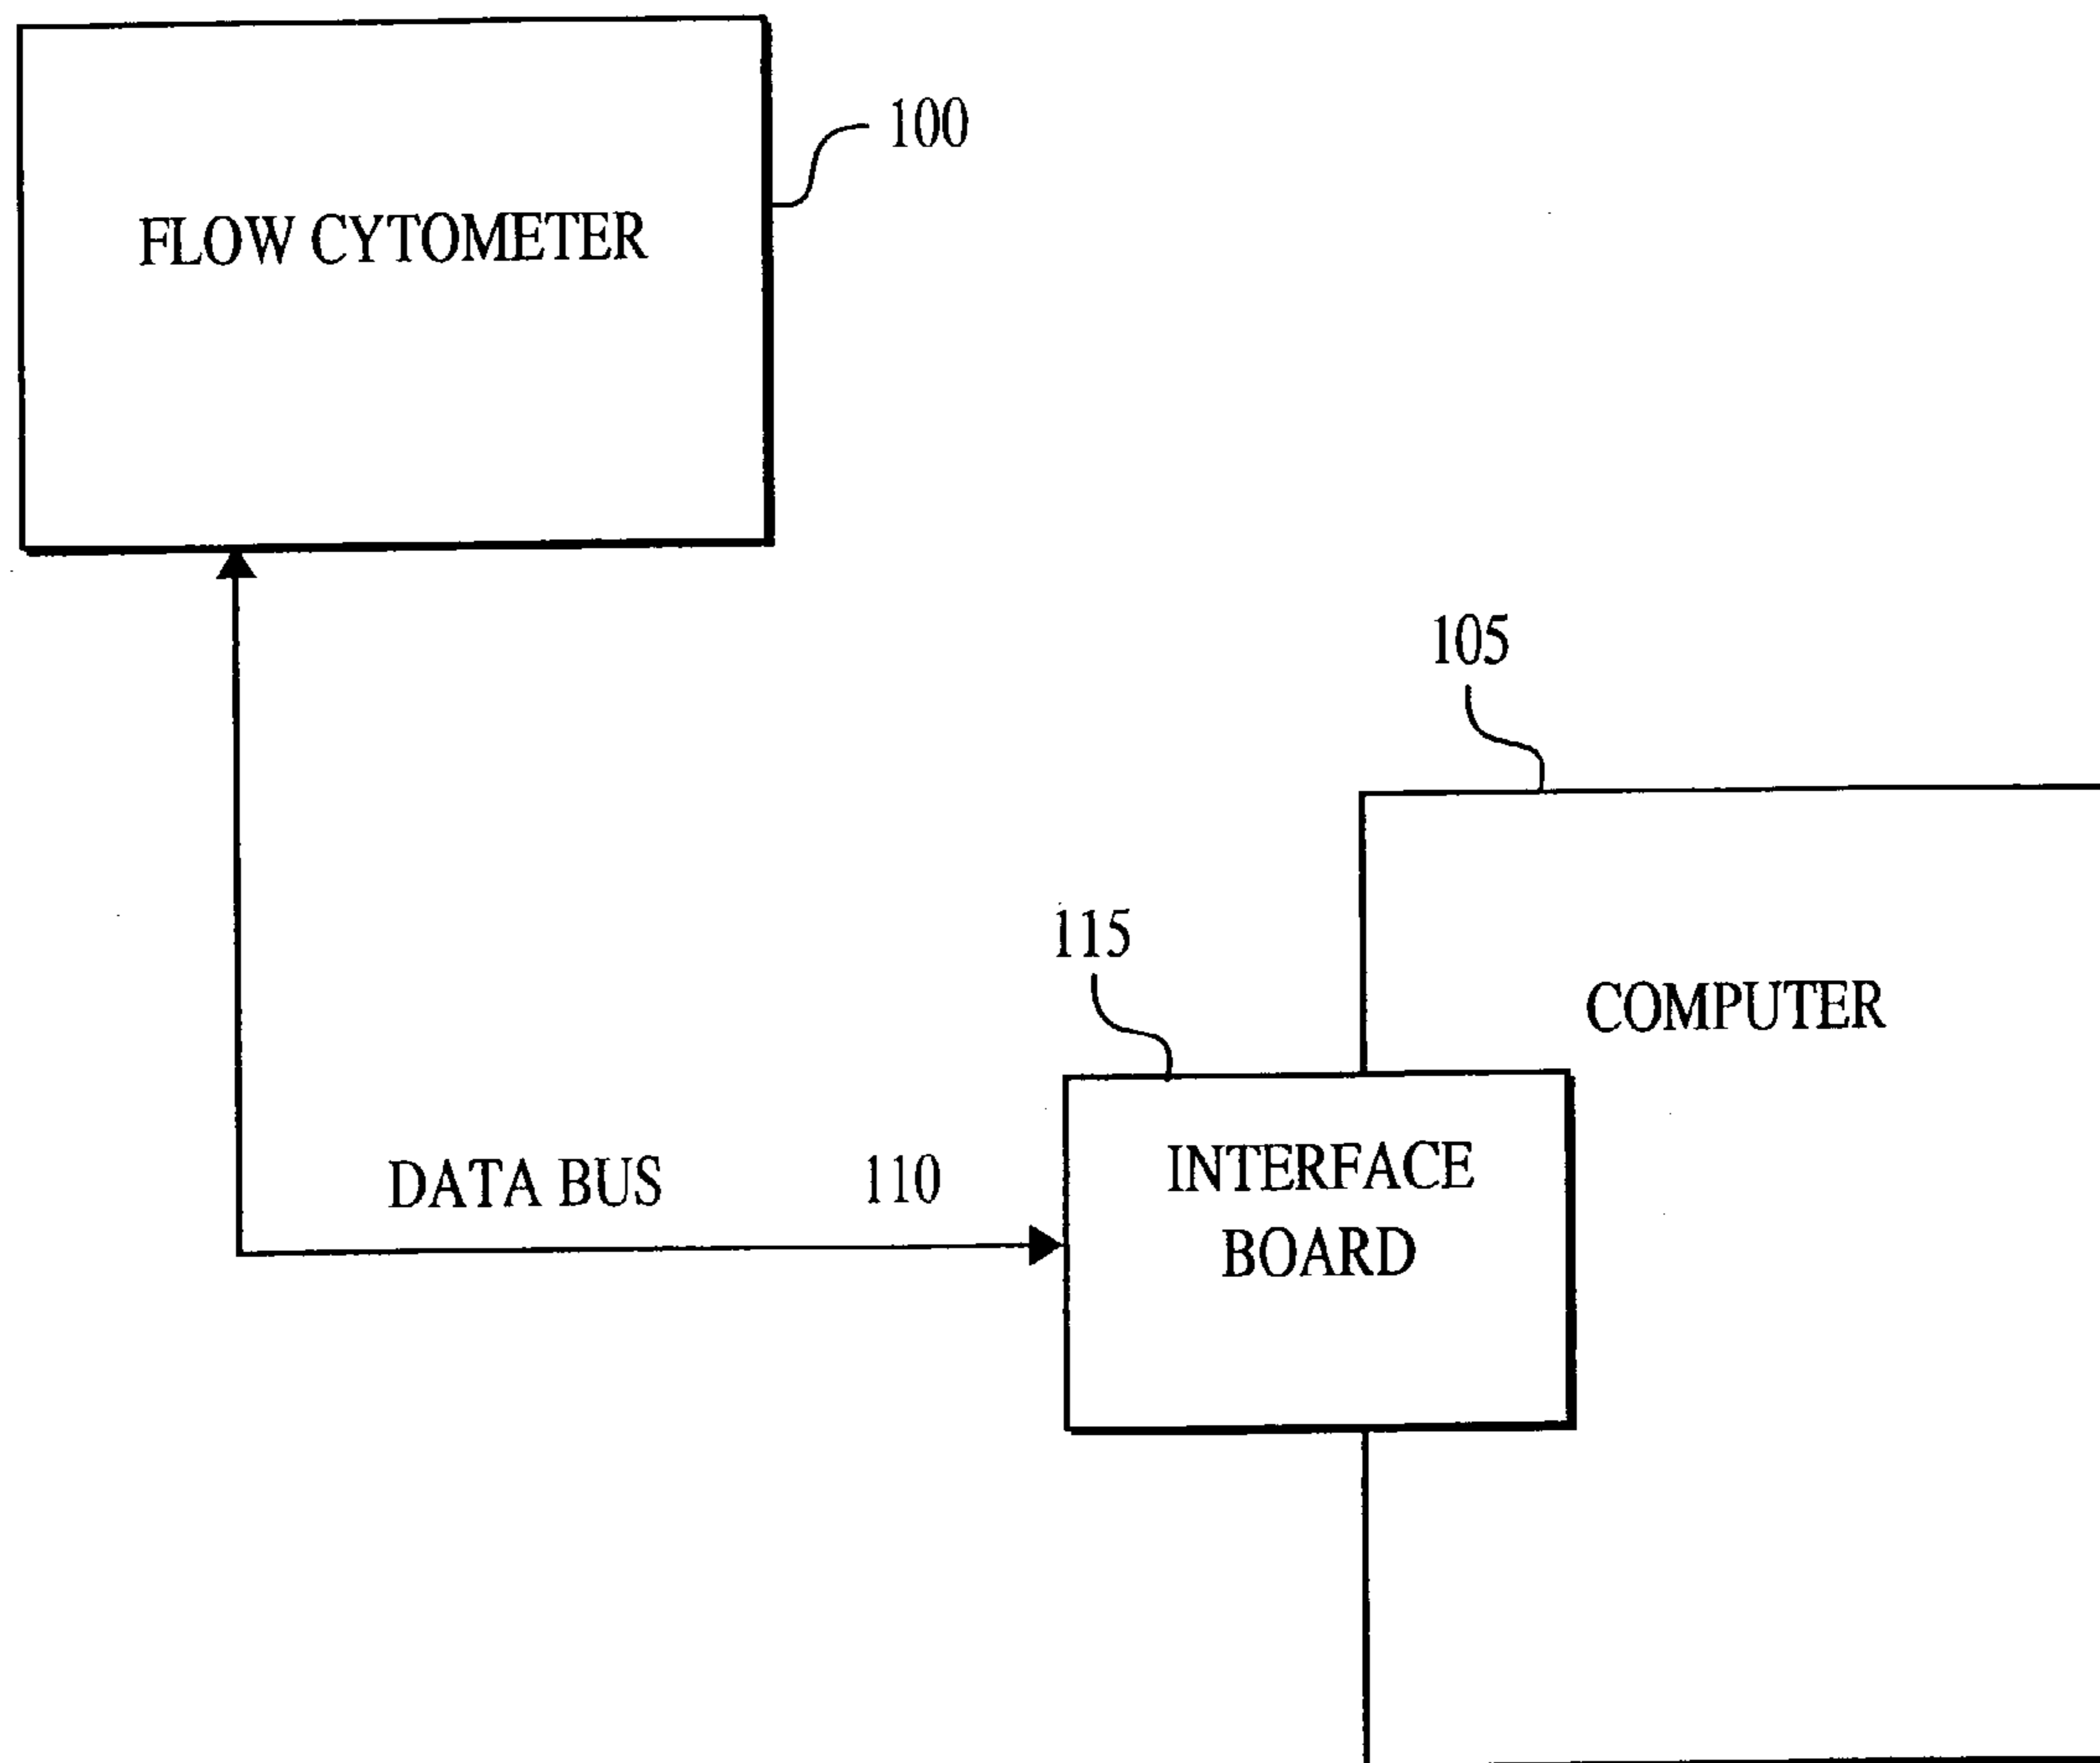 100
FLOW CYTOMETER
105
115
COMPUTER
DATA BUS 110
INTERFACE
BOARD